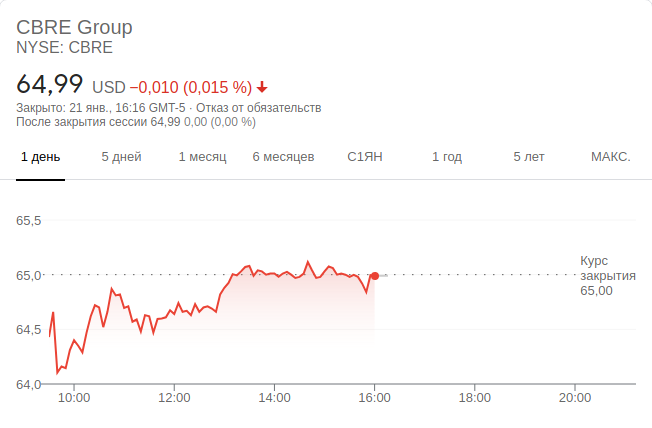 CBRE Group
NYSE: CBRE
64,99 USD −0,010 (0,015 %)
Закрыто: 21 янв., 16:16 GMT-5 · Отказ от обязательств
После закрытия сессии 64,99 0,00 (0,00 %)
1 день 5 дней 1 месяц 6 месяцев С1ЯН 1 год 5 лет МАКС.
65,5
Курс
65,0 закрытия
65,00
64,5
64,0
10:00 12:00 14:00 16:00 18:00 20:00